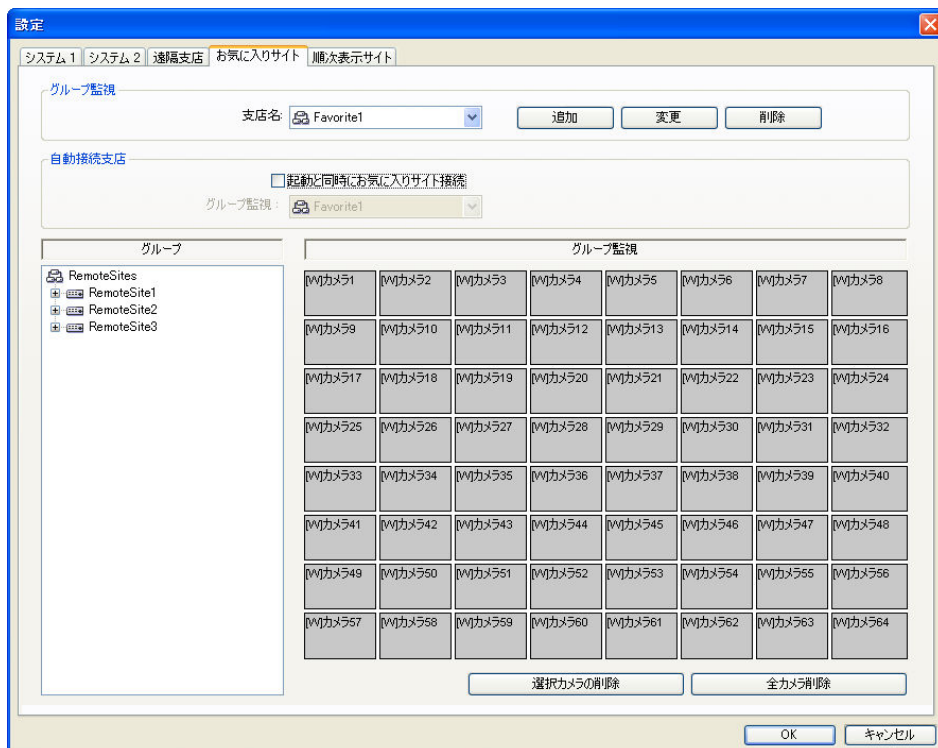 設定
システム1 システム2 遠隔支店 お気に入りサイト 順次表示サイト
グループ監視
支店名: Favorite1 追加 変更 削除
自動接続支店
起動と同時にお気に入りサイト接続
グループ監視: Favorite1
グループ グループ監視
RemoteSites
RemoteSite1
RemoteSite2
RemoteSite3
[W]カメラ1 [W]カメラ2 [W]カメラ3 [W]カメラ4 [W]カメラ5 [W]カメラ6 [W]カメラ7 [W]カメラ8
[W]カメラ9 [W]カメラ10 [W]カメラ11 [W]カメラ12 [W]カメラ13 [W]カメラ14 [W]カメラ15 [W]カメラ16
[W]カメラ17 [W]カメラ18 [W]カメラ19 [W]カメラ20 [W]カメラ21 [W]カメラ22 [W]カメラ23 [W]カメラ24
[W]カメラ25 [W]カメラ26 [W]カメラ27 [W]カメラ28 [W]カメラ29 [W]カメラ30 [W]カメラ31 [W]カメラ32
[W]カメラ33 [W]カメラ34 [W]カメラ35 [W]カメラ36 [W]カメラ37 [W]カメラ38 [W]カメラ39 [W]カメラ40
[W]カメラ41 [W]カメラ42 [W]カメラ43 [W]カメラ44 [W]カメラ45 [W]カメラ46 [W]カメラ47 [W]カメラ48
[W]カメラ49 [W]カメラ50 [W]カメラ51 [W]カメラ52 [W]カメラ53 [W]カメラ54 [W]カメラ55 [W]カメラ56
[W]カメラ57 [W]カメラ58 [W]カメラ59 [W]カメラ60 [W]カメラ61 [W]カメラ62 [W]カメラ63 [W]カメラ64
選択カメラの削除 全カメラ削除
OK キャンセル